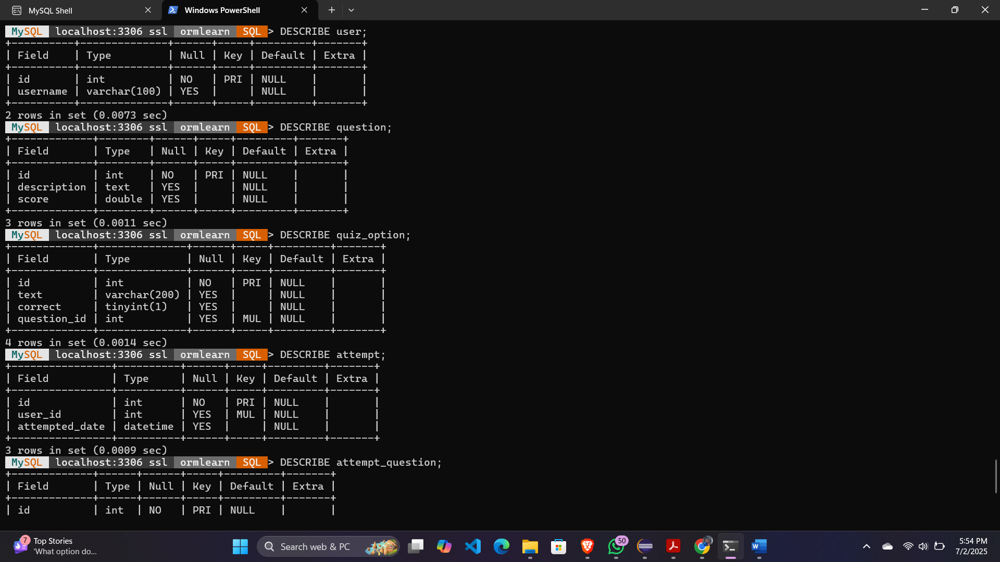 MySQL Shell
Windows PowerShell
MySQL localhost:3306 ssl ormlearn SQL > DESCRIBE user;
+----------+--------------+------+-----+---------+-------+
| Field    | Type         | Null | Key | Default | Extra |
+----------+--------------+------+-----+---------+-------+
| id       | int          | NO   | PRI | NULL    |       |
| username | varchar(100) | YES  |     | NULL    |       |
+----------+--------------+------+-----+---------+-------+
2 rows in set (0.0073 sec)
MySQL localhost:3306 ssl ormlearn SQL > DESCRIBE question;
+-------------+--------+------+-----+---------+-------+
| Field       | Type   | Null | Key | Default | Extra |
+-------------+--------+------+-----+---------+-------+
| id          | int    | NO   | PRI | NULL    |       |
| description | text   | YES  |     | NULL    |       |
| score       | double | YES  |     | NULL    |       |
+-------------+--------+------+-----+---------+-------+
3 rows in set (0.0011 sec)
MySQL localhost:3306 ssl ormlearn SQL > DESCRIBE quiz_option;
+-------------+--------------+------+-----+---------+-------+
| Field       | Type         | Null | Key | Default | Extra |
+-------------+--------------+------+-----+---------+-------+
| id          | int          | NO   | PRI | NULL    |       |
| text        | varchar(200) | YES  |     | NULL    |       |
| correct     | tinyint(1)   | YES  |     | NULL    |       |
| question_id | int          | YES  | MUL | NULL    |       |
+-------------+--------------+------+-----+---------+-------+
4 rows in set (0.0014 sec)
MySQL localhost:3306 ssl ormlearn SQL > DESCRIBE attempt;
+----------------+----------+------+-----+---------+-------+
| Field          | Type     | Null | Key | Default | Extra |
+----------------+----------+------+-----+---------+-------+
| id             | int      | NO   | PRI | NULL    |       |
| user_id        | int      | YES  | MUL | NULL    |       |
| attempted_date | datetime | YES  |     | NULL    |       |
+----------------+----------+------+-----+---------+-------+
3 rows in set (0.0009 sec)
MySQL localhost:3306 ssl ormlearn SQL > DESCRIBE attempt_question;
+-------------+------+------+-----+---------+-------+
| Field       | Type | Null | Key | Default | Extra |
+-------------+------+------+-----+---------+-------+
| id          | int  | NO   | PRI | NULL    |       |
7
Top Stories
'What option do...
Search web & PC
50
5:54 PM
7/2/2025